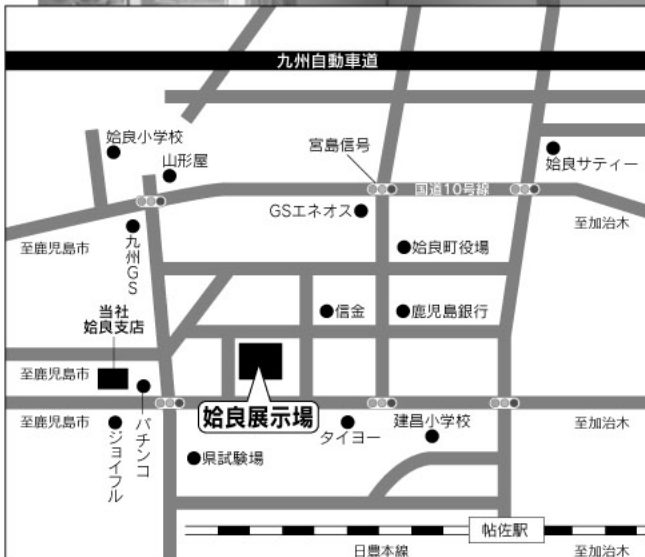 九州自動車道
姶良小学校
山形屋
宮島信号
姶良サティー
国道10号線
GSエネオス
至加治木
至鹿児島市
九州GS
姶良町役場
当社
姶良支店
信金
鹿児島銀行
至鹿児島市
姶良展示場
至鹿児島市
パチンコ
ジョイフル
タイヨー
建昌小学校
至加治木
県試験場
帖佐駅
日豊本線
至加治木